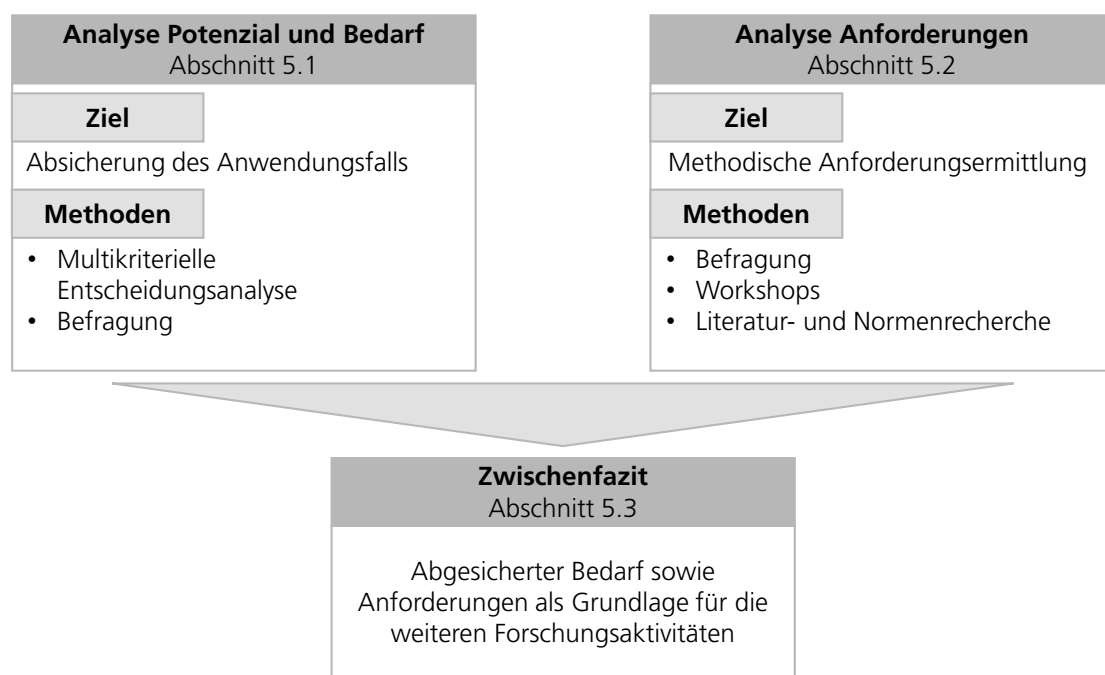 Analyse Potenzial und Bedarf
Abschnitt 5.1
Ziel
Absicherung des Anwendungsfalls
Methoden
• Multikriterielle
Entscheidungsanalyse
• Befragung
Analyse Anforderungen
Abschnitt 5.2
Ziel
Methodische Anforderungsermittlung
Methoden
• Befragung
• Workshops
• Literatur- und Normenrecherche
Zwischenfazit
Abschnitt 5.3
Abgesicherter Bedarf sowie
Anforderungen als Grundlage für die
weiteren Forschungsaktivitäten